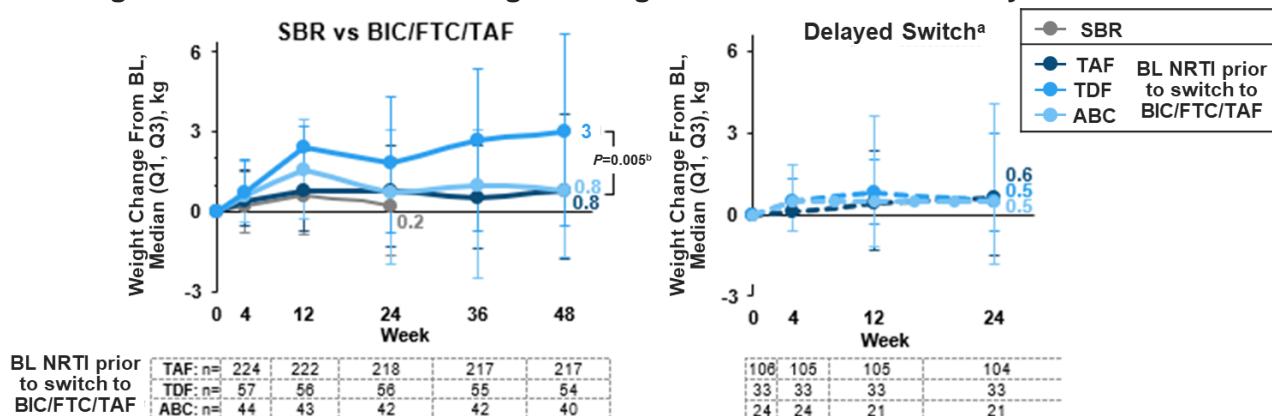 SBR vs BIC/FTC/TAF
Weight Change From BL,
Median (Q1, Q3), kg
6
3
0
-3
3
0.8
0.8
0.2
P=0.005ᵇ
0 4 12 24 36 48
Week
Delayed Switchᵃ
Weight Change From BL,
Median (Q1, Q3), kg
6
3
0
-3
0.6
0.5
0.5
0 4 12 24
Week
SBR
TAF
TDF
ABC
BL NRTI prior
to switch to
BIC/FTC/TAF
BL NRTI prior
to switch to
BIC/FTC/TAF
TAF: n= 224 222 218 217 217
TDF: n= 57 56 56 55 54
ABC: n= 44 43 42 42 40
106 105 105 104
33 33 33 33
24 24 21 21